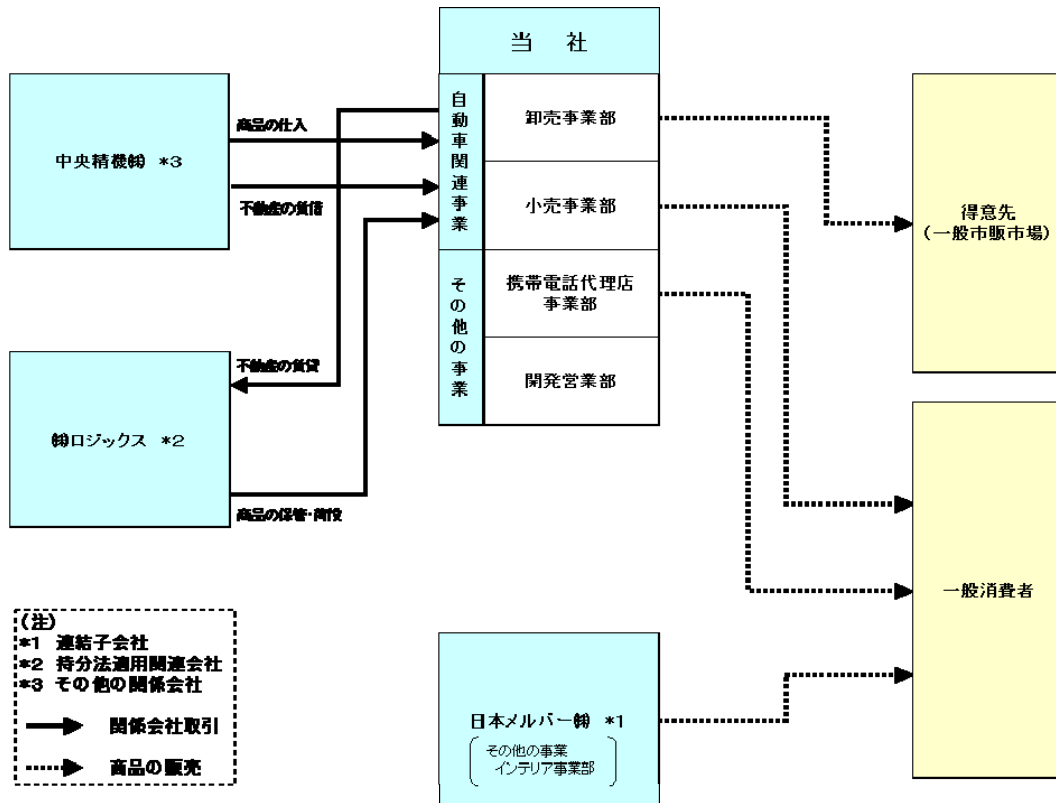 当 社
自動車関連事業
卸売事業部
小売事業部
その他の事業
携帯電話代理店
事業部
開発営業部
中央精機㈱ *3
商品の仕入
不動産の賃借
㈱ロジックス *2
不動産の賃貸
商品の保管・荷役
得意先
(一般市販市場)
一般消費者
日本メルバー㈱ *1
その他の事業
インテリア事業部
(注)
*1 連結子会社
*2 持分法適用関連会社
*3 その他の関係会社
関係会社取引
商品の販売